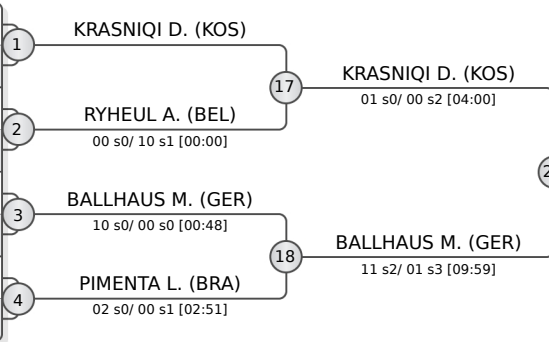 KRASNIQI D. (KOS)
1
17
KRASNIQI D. (KOS)
01 s0/ 00 s2 [04:00]
RYHEUL A. (BEL)
2
00 s0/ 10 s1 [00:00]
2
BALLHAUS M. (GER)
3
10 s0/ 00 s0 [00:48]
18
BALLHAUS M. (GER)
11 s2/ 01 s3 [09:59]
PIMENTA L. (BRA)
4
02 s0/ 00 s1 [02:51]